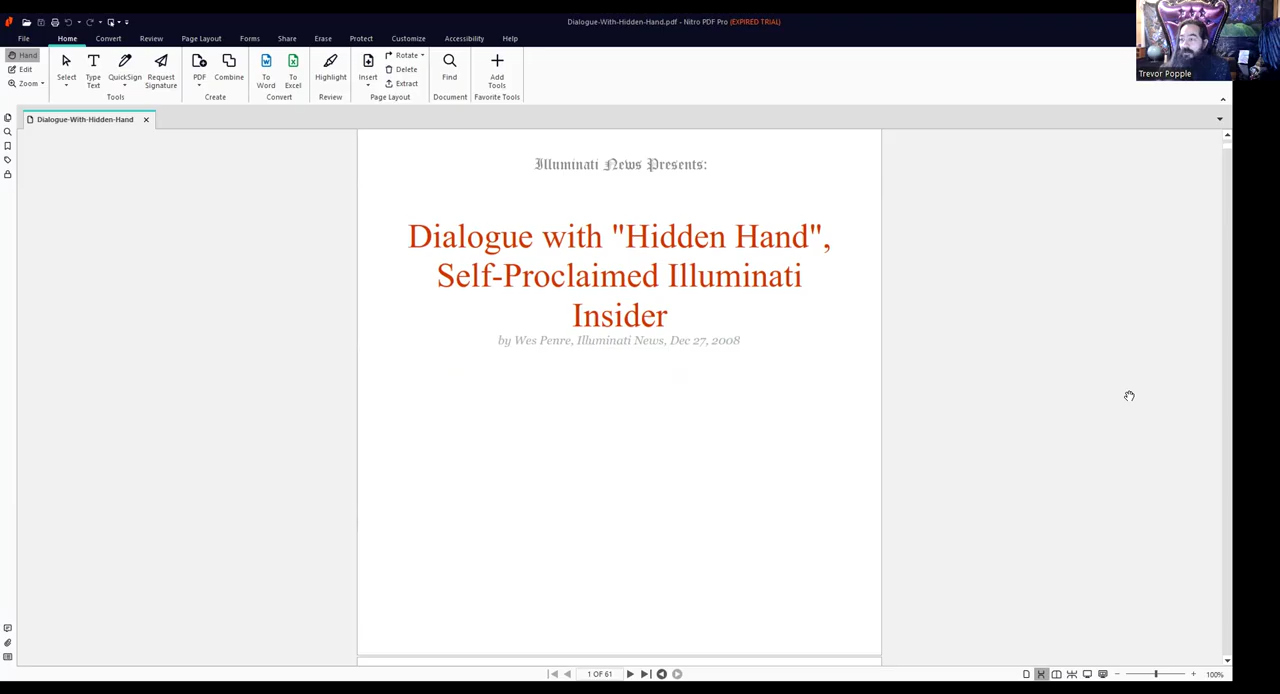 Dialogue-With-Hidden-Hand.pdf - Nitro PDF Pro (EXPIRED TRIAL)
File Home Convert Review Page Layout Forms Share Erase Protect Customize Accessibility Help
Hand
Edit
Zoom
Select
Type Text
QuickSign
Request Signature
Tools
PDF
Combine
Create
To Word
To Excel
Convert
Highlight
Review
Insert
Rotate
Delete
Extract
Page Layout
Find
Document
Add Tools
Favorite Tools
Trevor Popple
Dialogue-With-Hidden-Hand
Illuminati News Presents:
Dialogue with "Hidden Hand",
Self-Proclaimed Illuminati
Insider
by Wes Penre, Illuminati News, Dec 27, 2008
1 OF 61
100%